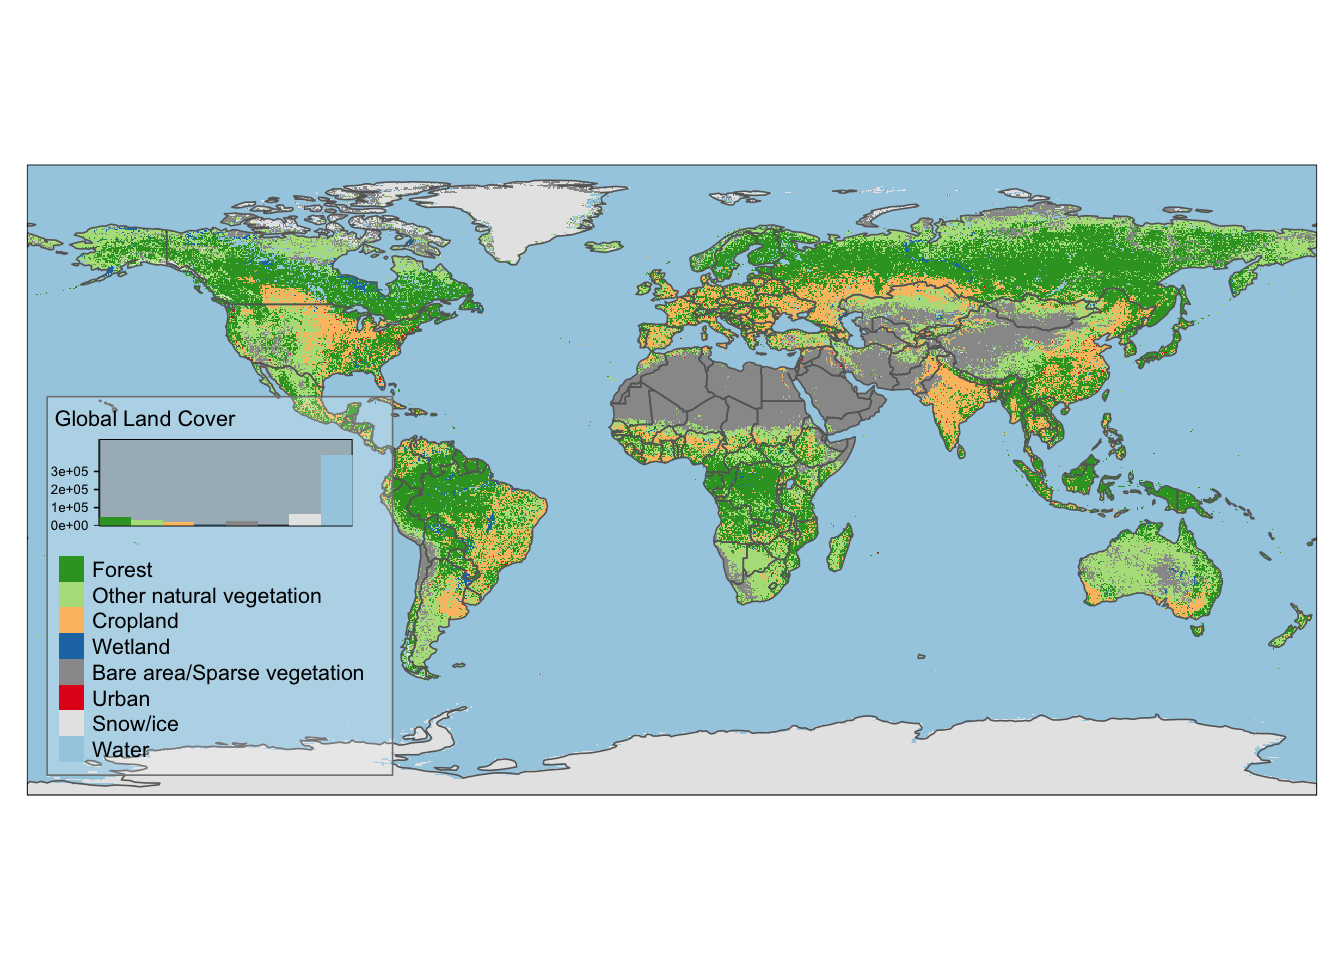 Global Land Cover
3e+05
2e+05
1e+05
0e+00
Forest
Other natural vegetation
Cropland
Wetland
Bare area/Sparse vegetation
Urban
Snow/ice
Water